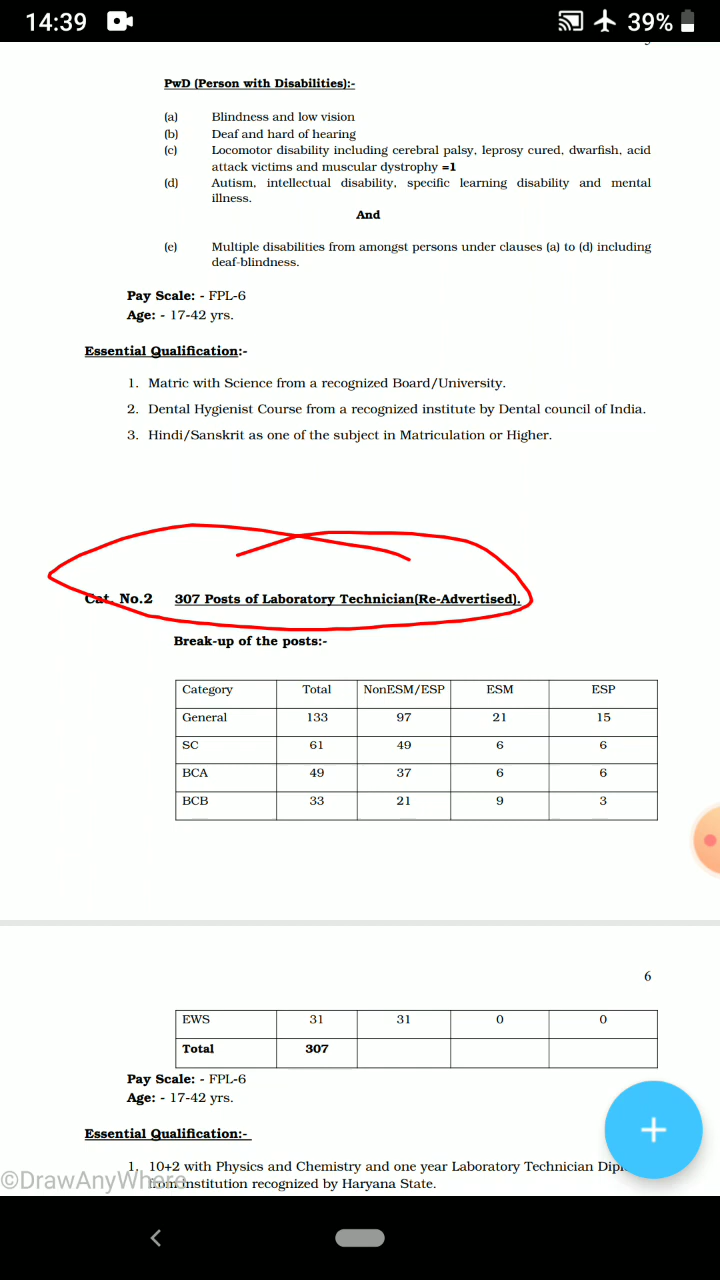 14:39 39%
PwD (Person with Disabilities):-
(a) Blindness and low vision
(b) Deaf and hard of hearing
(c) Locomotor disability including cerebral palsy, leprosy cured, dwarfish, acid
attack victims and muscular dystrophy =1
(d) Autism, intellectual disability, specific learning disability and mental
illness.
And
(e) Multiple disabilities from amongst persons under clauses (a) to (d) including
deaf-blindness.
Pay Scale: - FPL-6
Age: - 17-42 yrs.
Essential Qualification:-
1. Matric with Science from a recognized Board/University.
2. Dental Hygienist Course from a recognized institute by Dental council of India.
3. Hindi/Sanskrit as one of the subject in Matriculation or Higher.
Cat. No.2 307 Posts of Laboratory Technician(Re-Advertised).
Break-up of the posts:-
Category Total NonESM/ESP ESM ESP
General 133 97 21 15
SC 61 49 6 6
BCA 49 37 6 6
BCB 33 21 9 3
6
EWS 31 31 0 0
Total 307
Pay Scale: - FPL-6
Age: - 17-42 yrs.
Essential Qualification:-
1. 10+2 with Physics and Chemistry and one year Laboratory Technician
©DrawAnyWhere
from institution recognized by Haryana State.